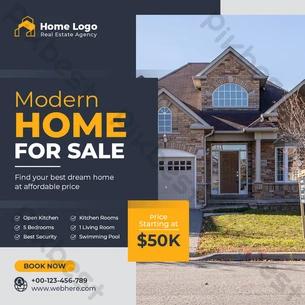 Home Logo
Real Estate Agency
Modern
HOME
FOR SALE
Find your best dream home
at affordable price
Open Kitchen
Kitchen Rooms
5 Bedrooms
1 Living Room
Best Security
Swimming Pool
Price
Starting at
$50K
BOOK NOW
+00-123-456-789
www.webhere.com